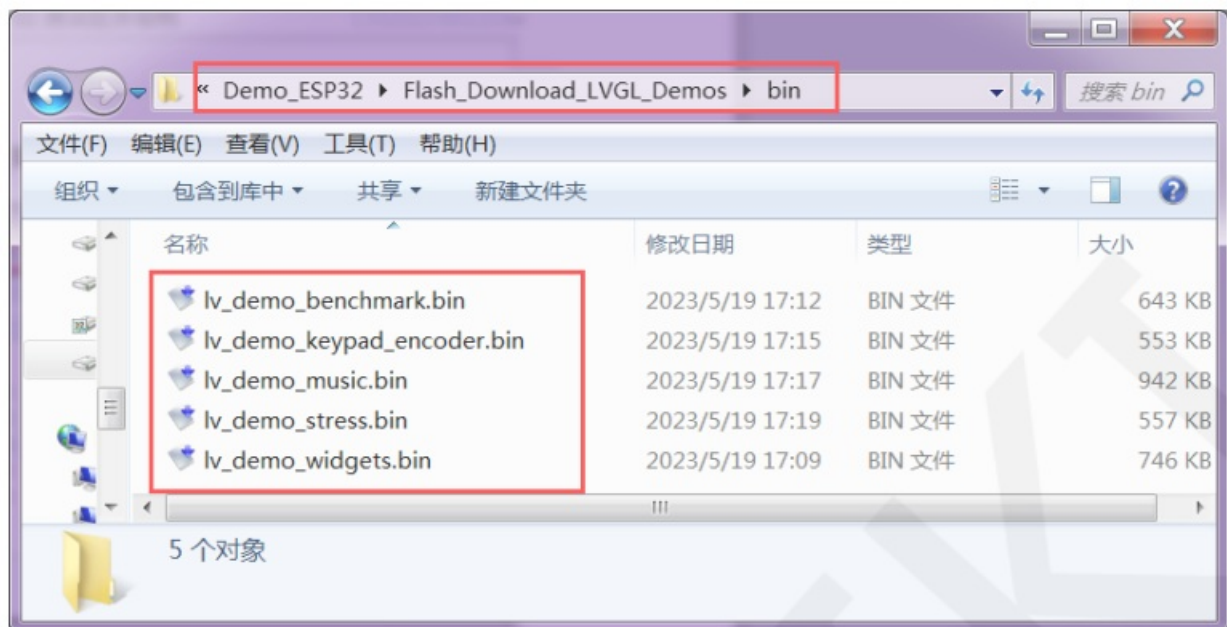 « Demo_ESP32 ▸ Flash_Download_LVGL_Demos ▸ bin 搜索 bin
文件(F) 编辑(E) 查看(V) 工具(T) 帮助(H)
组织 包含到库中 共享 新建文件夹
名称 修改日期 类型 大小
lv_demo_benchmark.bin 2023/5/19 17:12 BIN 文件 643 KB
lv_demo_keypad_encoder.bin 2023/5/19 17:15 BIN 文件 553 KB
lv_demo_music.bin 2023/5/19 17:17 BIN 文件 942 KB
lv_demo_stress.bin 2023/5/19 17:19 BIN 文件 557 KB
lv_demo_widgets.bin 2023/5/19 17:09 BIN 文件 746 KB
5 个对象